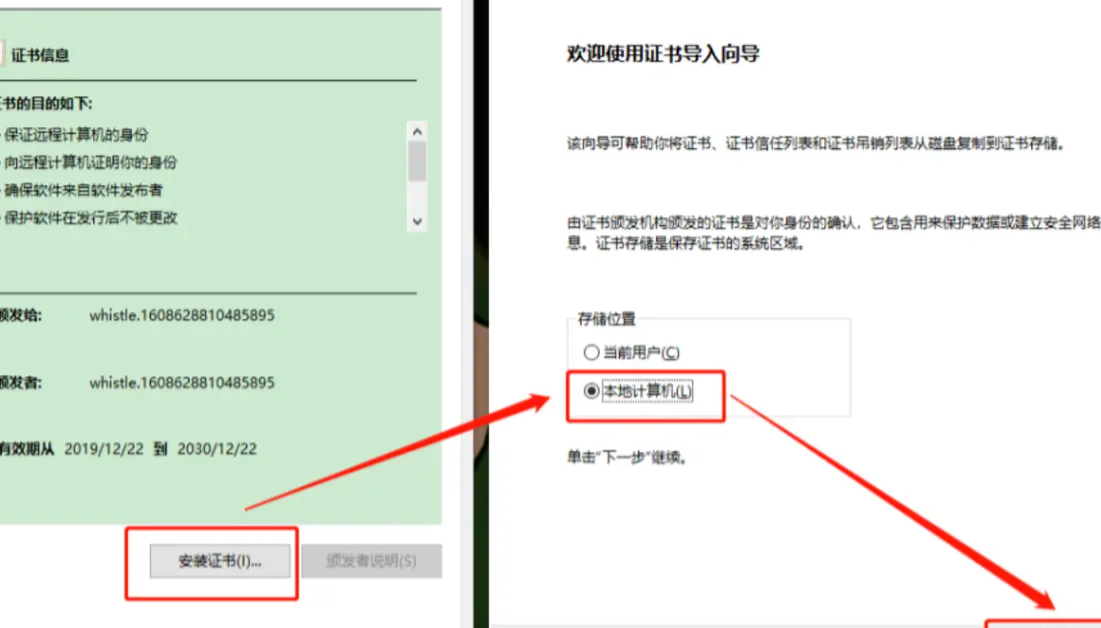 证书信息
证书的目的如下:
保证远程计算机的身份
向远程计算机证明你的身份
确保软件来自软件发布者
保护软件在发行后不被更改
颁发给: whistle.1608628810485895
颁发者: whistle.1608628810485895
有效期从 2019/12/22 到 2030/12/22
安装证书(I)... 颁发者说明(S)
欢迎使用证书导入向导
该向导可帮助你将证书、证书信任列表和证书吊销列表从磁盘复制到证书存储。
由证书颁发机构颁发的证书是对你身份的确认，它包含用来保护数据或建立安全网络
息。证书存储是保存证书的系统区域。
存储位置
当前用户(C)
本地计算机(L)
单击"下一步"继续。